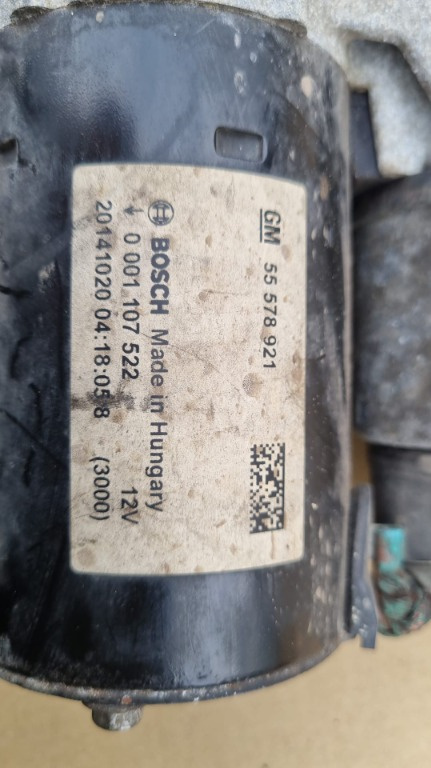 GM 55 578 921
BOSCH Made in Hungary
0 001 107 522 12V
20141020 04:18:05 8 (3000)